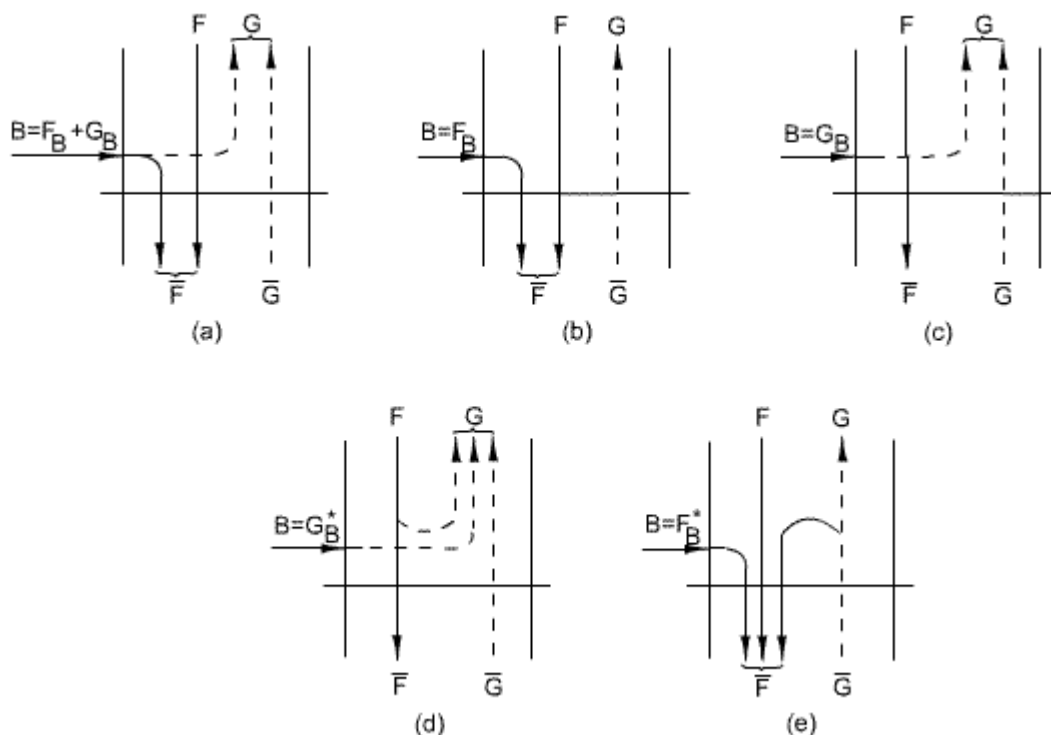 F G F G F G
B=F_B +G_B B=F_B B=G_B
F̅ G̅ F̅ G̅ F̅ G̅
(a) (b) (c)
F G F G
B=G_B^* B=F_B^*
F̅ G̅ F̅ G̅
(d) (e)